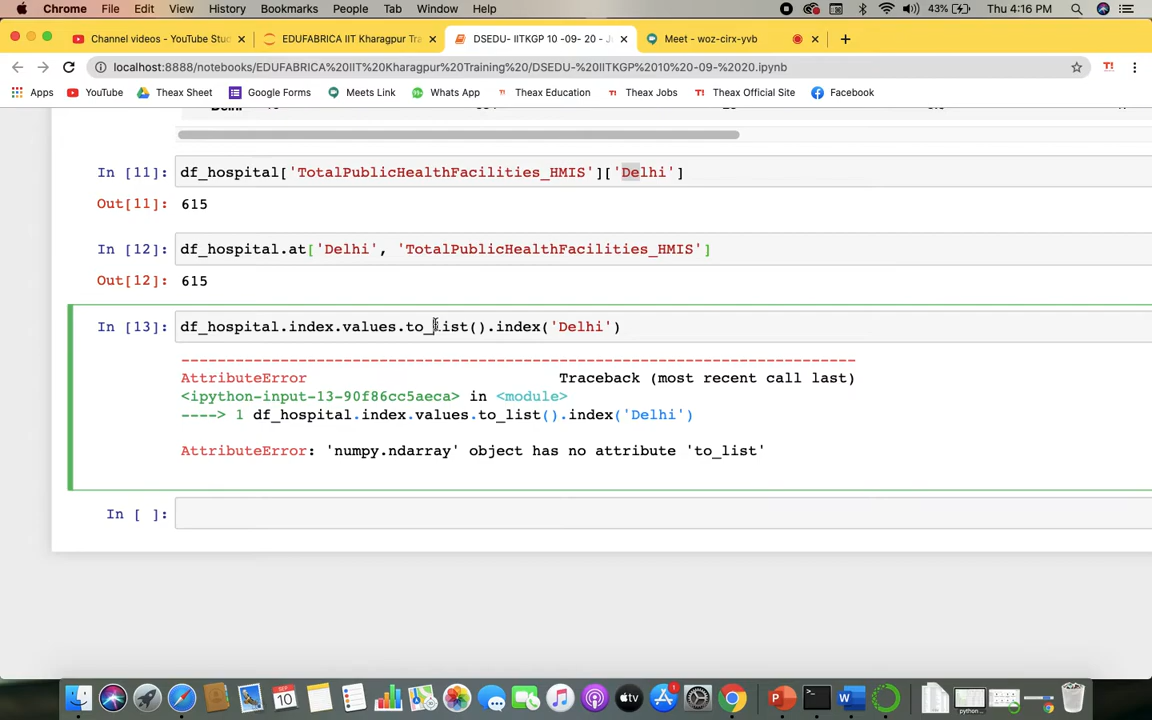 Chrome File Edit View History Bookmarks People Tab Window Help 43% Thu 4:16 PM
Channel videos - YouTube Stu EDUFABRICA IIT Kharagpur Tra DSEDU- IITKGP 10 -09- 20 - Ju Meet - woz-cirx-yvb
localhost:8888/notebooks/EDUFABRICA%20IIT%20Kharagpur%20Training%20/DSEDU-%20IITKGP%2010%20-09-%2020.ipynb
Apps YouTube Theax Sheet Google Forms Meets Link Whats App Theax Education Theax Jobs Theax Official Site Facebook
In [11]: df_hospital['TotalPublicHealthFacilities_HMIS']['Delhi']
Out[11]: 615
In [12]: df_hospital.at['Delhi', 'TotalPublicHealthFacilities_HMIS']
Out[12]: 615
In [13]: df_hospital.index.values.to_list().index('Delhi')
---------------------------------------------------------------------------
AttributeError Traceback (most recent call last)
<ipython-input-13-90f86cc5aeca> in <module>
----> 1 df_hospital.index.values.to_list().index('Delhi')
AttributeError: 'numpy.ndarray' object has no attribute 'to_list'
In [ ]: